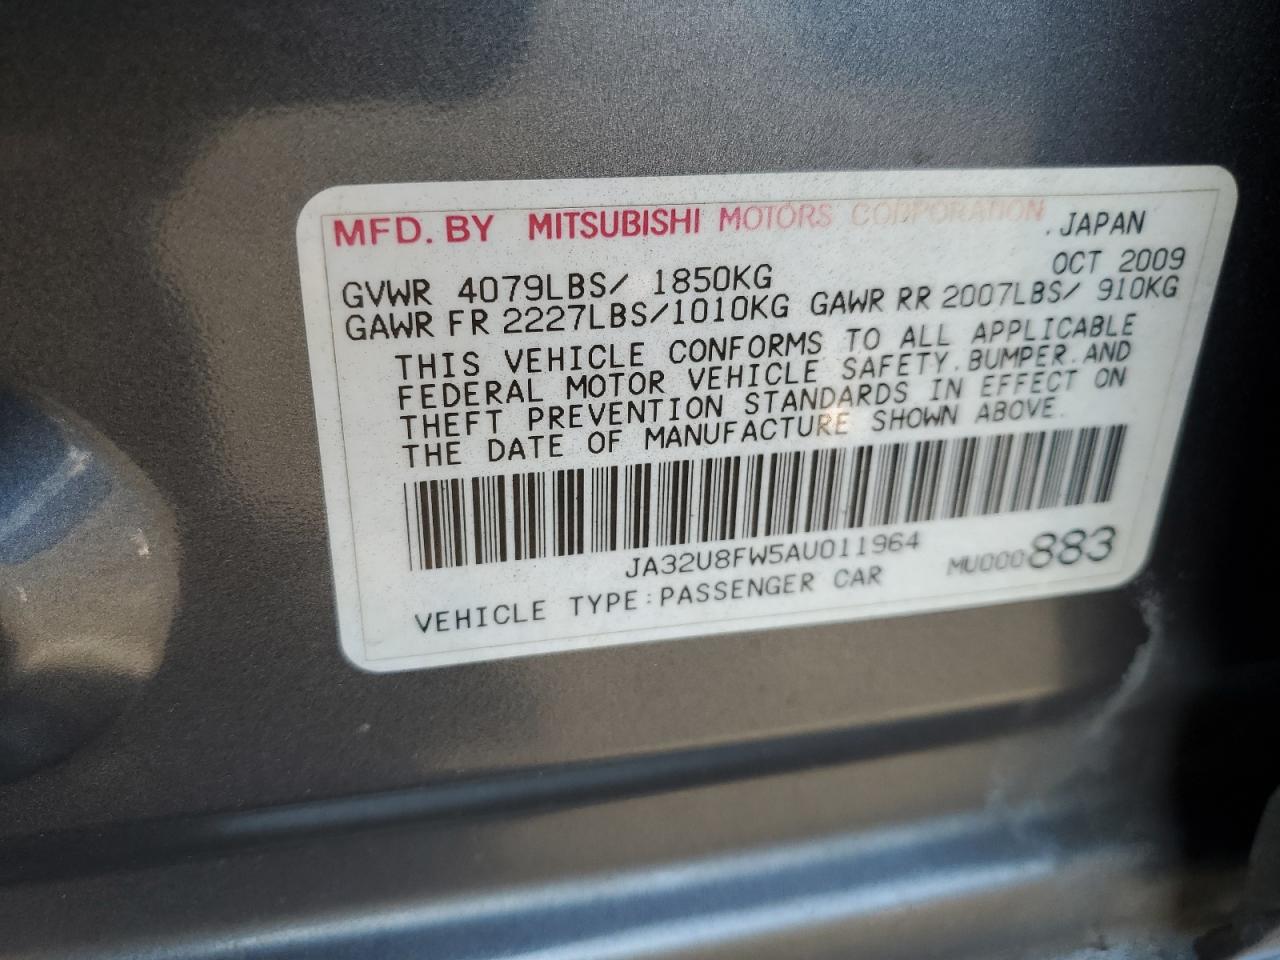 MFD. BY MITSUBISHI MOTORS CORPORATION . JAPAN
OCT 2009
GVWR 4079LBS/ 1850KG
GAWR FR 2227LBS/1010KG GAWR RR 2007LBS/ 910KG
THIS VEHICLE CONFORMS TO ALL APPLICABLE
FEDERAL MOTOR VEHICLE SAFETY. BUMPER. AND
THEFT PREVENTION STANDARDS IN EFFECT ON
THE DATE OF MANUFACTURE SHOWN ABOVE.
JA32U8FW5AU011964
MU000883
VEHICLE TYPE:PASSENGER CAR